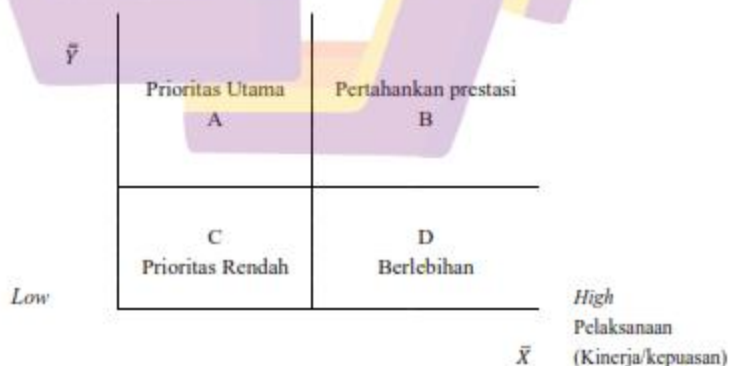 Y̿
Prioritas Utama
A
Pertahankan prestasi
B
C
Prioritas Rendah
D
Berlebihan
Low
High
Pelaksanaan
(Kinerja/kepuasan)
X̿